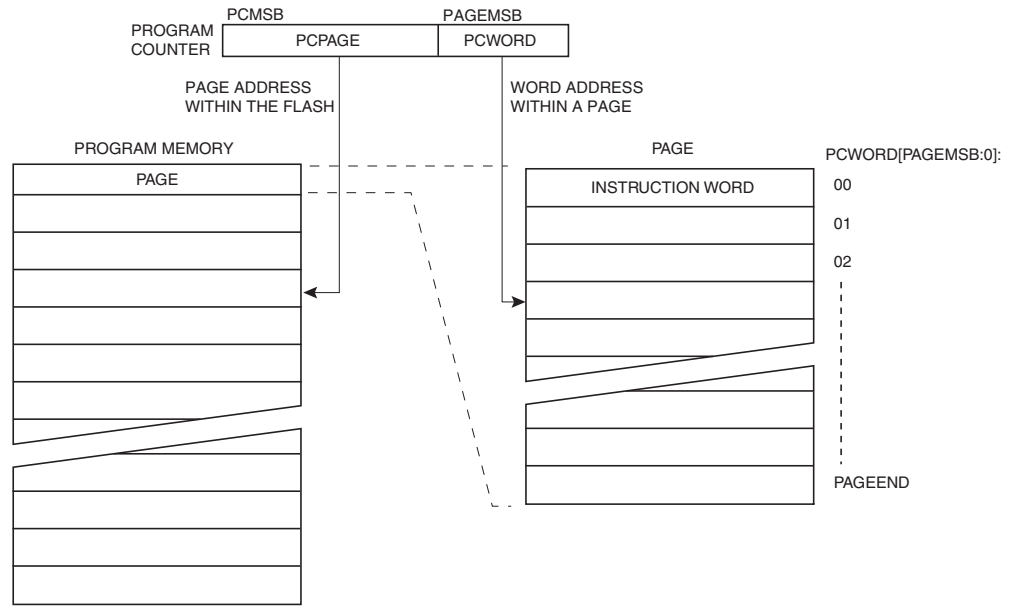 PCMSB PAGEMSB
PROGRAM
COUNTER
PCPAGE PCWORD
PAGE ADDRESS
WITHIN THE FLASH
WORD ADDRESS
WITHIN A PAGE
PROGRAM MEMORY
PAGE
PAGE
PCWORD[PAGEMSB:0]:
INSTRUCTION WORD
00
01
02
PAGEEND